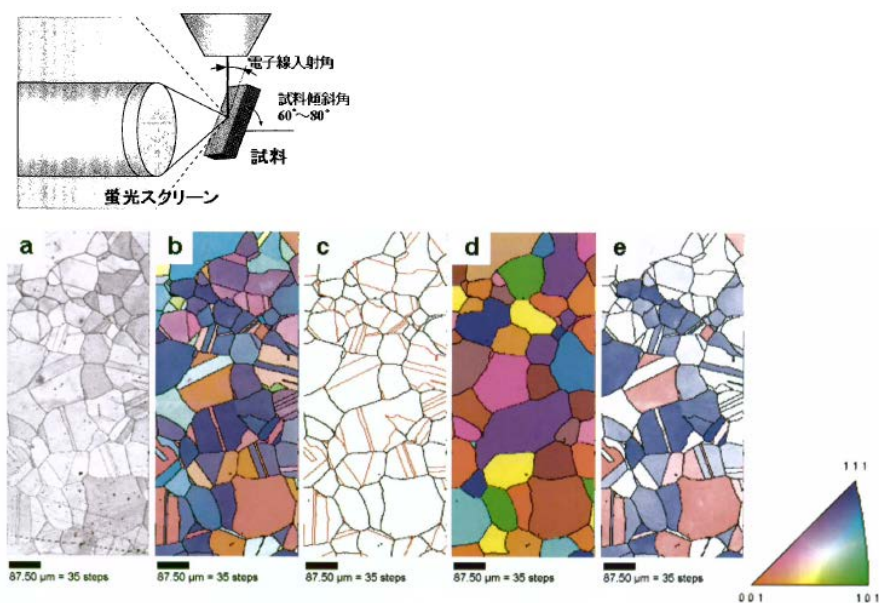 電子線入射角
試料傾斜角
60°～80°
試料
蛍光スクリーン
a
b
c
d
e
111
87.50 µm = 35 steps
87.50 µm = 35 steps
87.50 µm = 35 steps
87.50 µm = 35 steps
87.50 µm = 35 steps
001
101